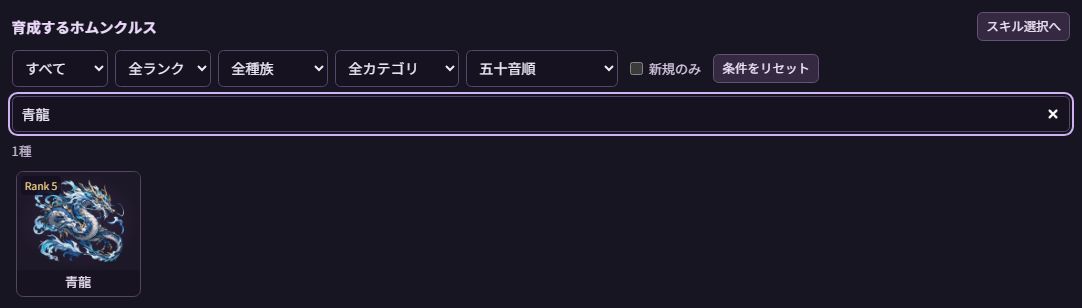 育成するホムンクルス
スキル選択へ
すべて 全ランク 全種族 全カテゴリ 五十音順 新規のみ 条件をリセット
青龍
1種
Rank 5
青龍